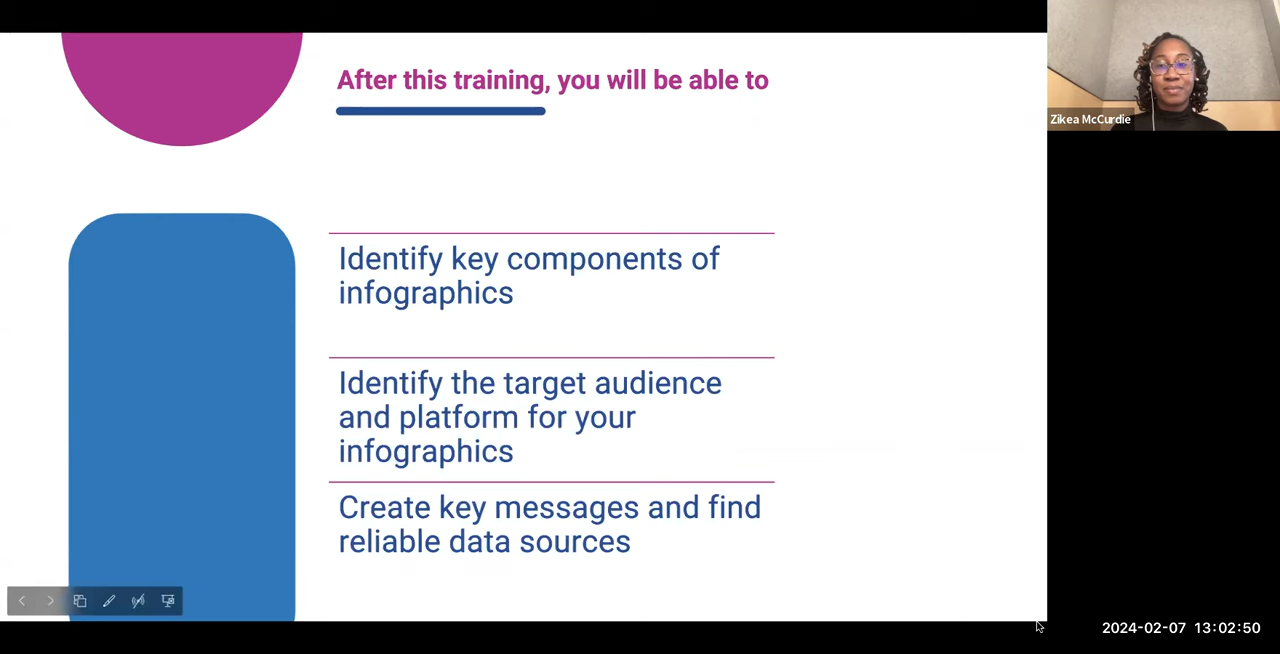 After this training, you will be able to
Zikea McCurdie
Identify key components of
infographics
Identify the target audience
and platform for your
infographics
Create key messages and find
reliable data sources
2024-02-07 13:02:50